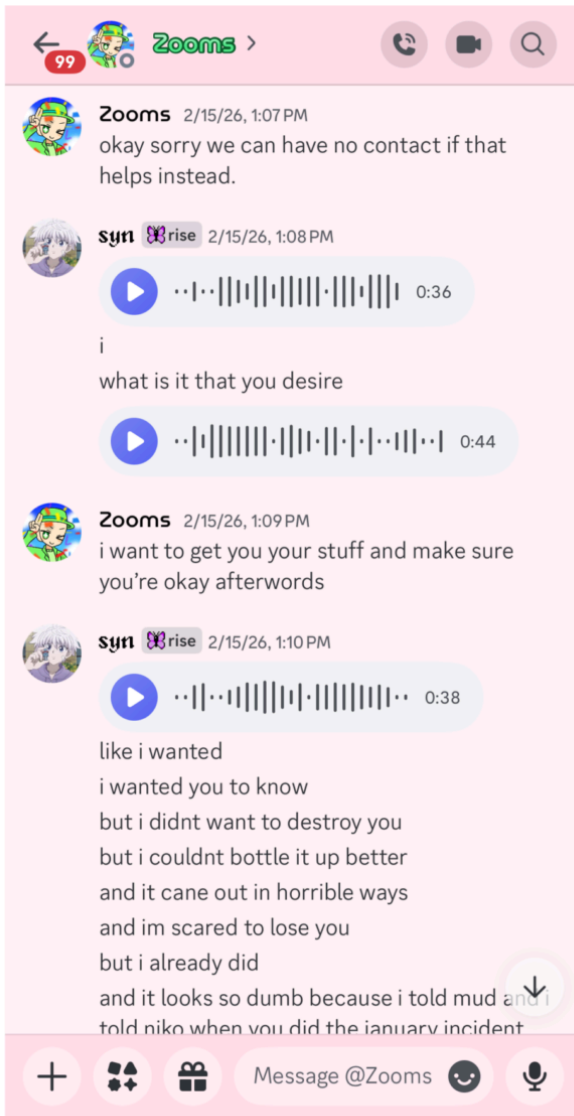 99
Zooms
Zooms 2/15/26, 1:07 PM
okay sorry we can have no contact if that
helps instead.
syn rise 2/15/26, 1:08 PM
0:36
i
what is it that you desire
0:44
Zooms 2/15/26, 1:09 PM
i want to get you your stuff and make sure
you're okay afterwords
syn rise 2/15/26, 1:10 PM
0:38
like i wanted
i wanted you to know
but i didnt want to destroy you
but i couldnt bottle it up better
and it cane out in horrible ways
and im scared to lose you
but i already did
and it looks so dumb because i told mud and i
told niko when you did the january incident
Message @Zooms